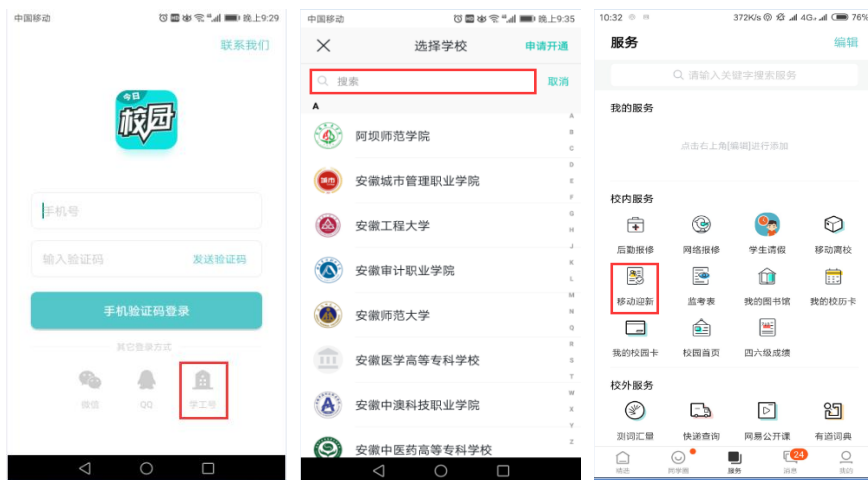 中国移动 晚上9:29
联系我们
今日
校园
手机号
输入验证码 发送验证码
手机验证码登录
其它登录方式
微信 QQ 学工号
中国移动 晚上9:35
选择学校 申请开通
搜索 取消
A
阿坝师范学院
安徽城市管理职业学院
安徽工程大学
安徽审计职业学院
安徽师范大学
安徽医学高等专科学校
安徽中澳科技职业学院
安徽中医药高等专科学校
A
B
C
D
E
F
G
H
J
K
L
M
N
Q
R
S
T
W
X
Y
Z
10:32 372K/s 4G 76%
服务 编辑
请输入关键字搜索服务
我的服务
点击右上角[编辑]进行添加
校内服务
后勤报修 网络报修 学生请假 移动离校
移动迎新 监考表 我的图书馆 我的校历卡
我的校园卡 校园首页 四六级成绩
校外服务
测词汇量 快递查询 网易公开课 有道词典
24
精选 同学圈 服务 消息 我的